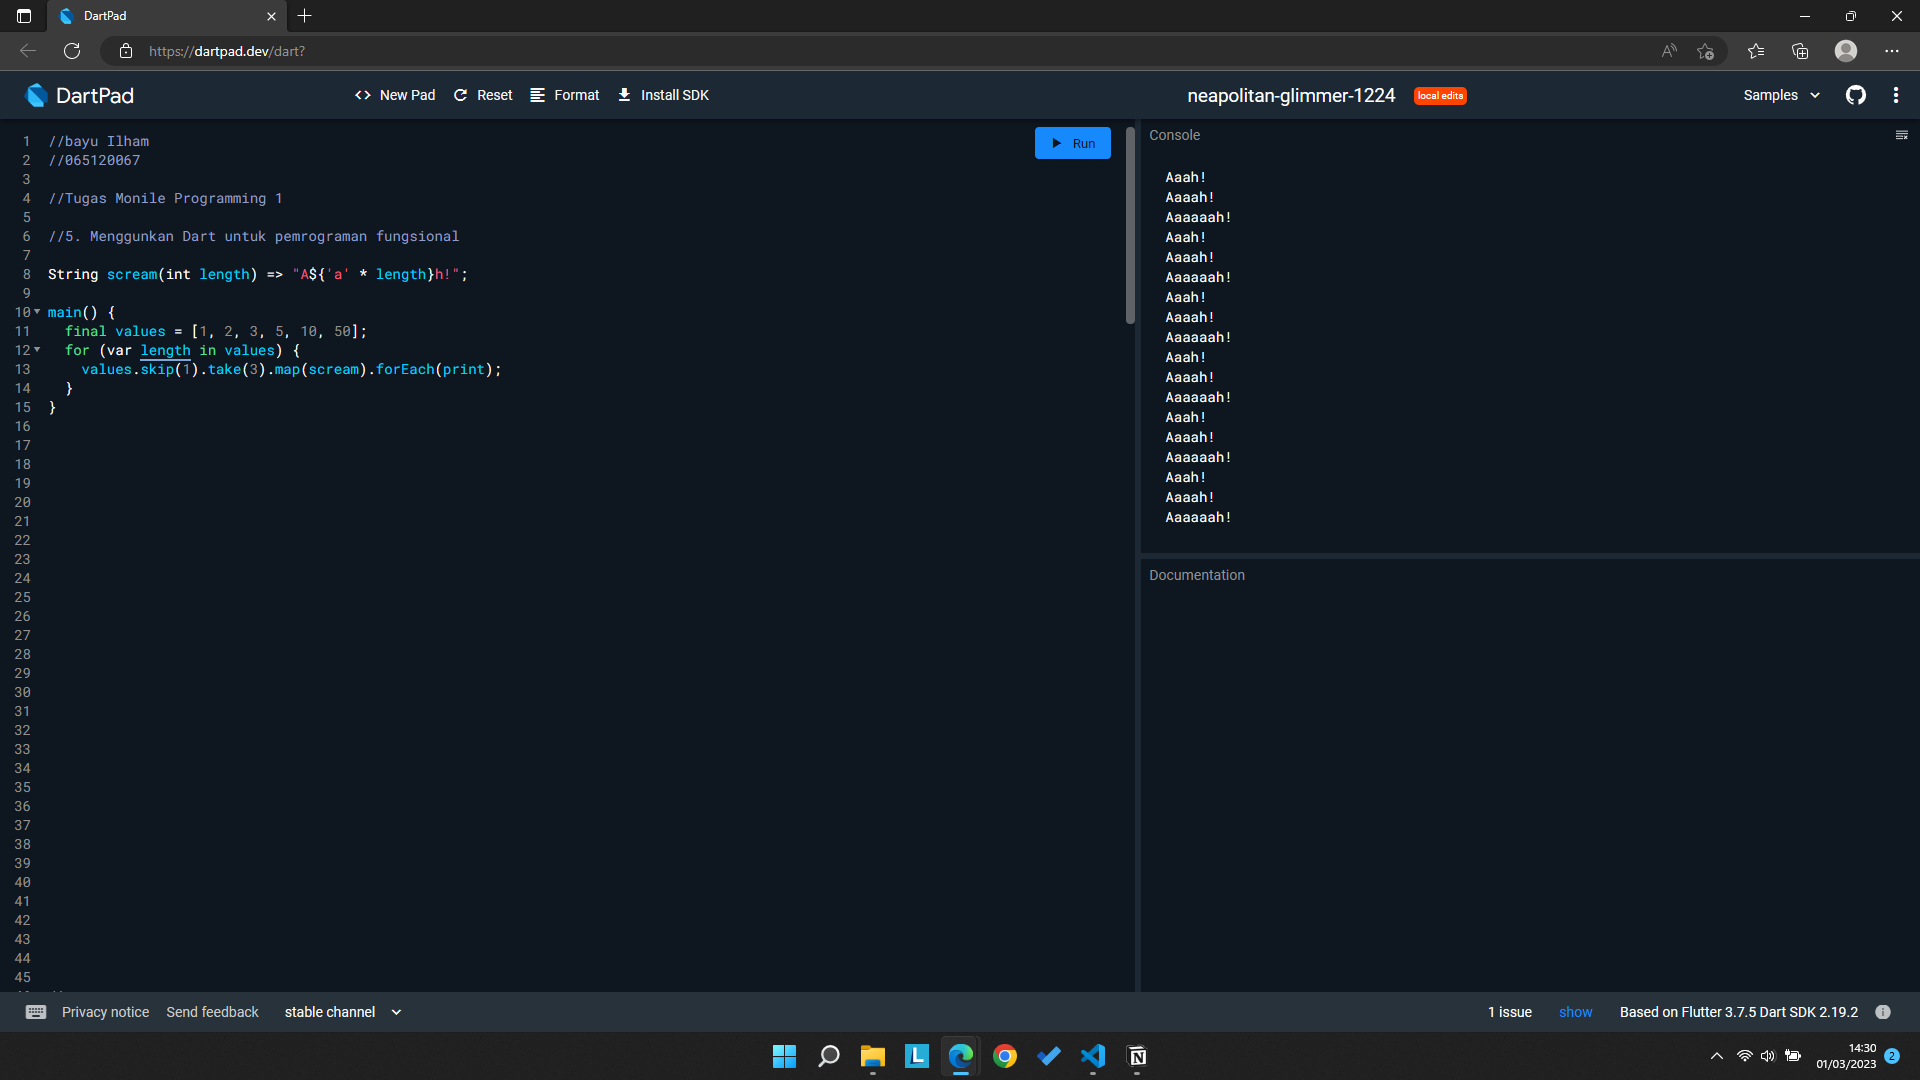 DartPad
https://dartpad.dev/dart?
DartPad
New Pad
Reset
Format
Install SDK
neapolitan-glimmer-1224
local edits
Samples
1 //bayu Ilham
2 //065120067
3
4 //Tugas Monile Programming 1
5
6 //5. Menggunkan Dart untuk pemrograman fungsional
7
8 String scream(int length) => "A${'a' * length}h!";
9
10 main() {
11 final values = [1, 2, 3, 5, 10, 50];
12 for (var length in values) {
13 values.skip(1).take(3).map(scream).forEach(print);
14 }
15 }
16
17
18
19
20
21
22
23
24
25
26
27
28
29
30
31
32
33
34
35
36
37
38
39
40
41
42
43
44
45
Run
Console
Aaah!
Aaaah!
Aaaaaah!
Aaah!
Aaaah!
Aaaaaah!
Aaah!
Aaaah!
Aaaaaah!
Aaah!
Aaaah!
Aaaaaah!
Aaah!
Aaaah!
Aaaaaah!
Aaah!
Aaaah!
Aaaaaah!
Documentation
Privacy notice
Send feedback
stable channel
1 issue
show
Based on Flutter 3.7.5 Dart SDK 2.19.2
14:30
01/03/2023
2